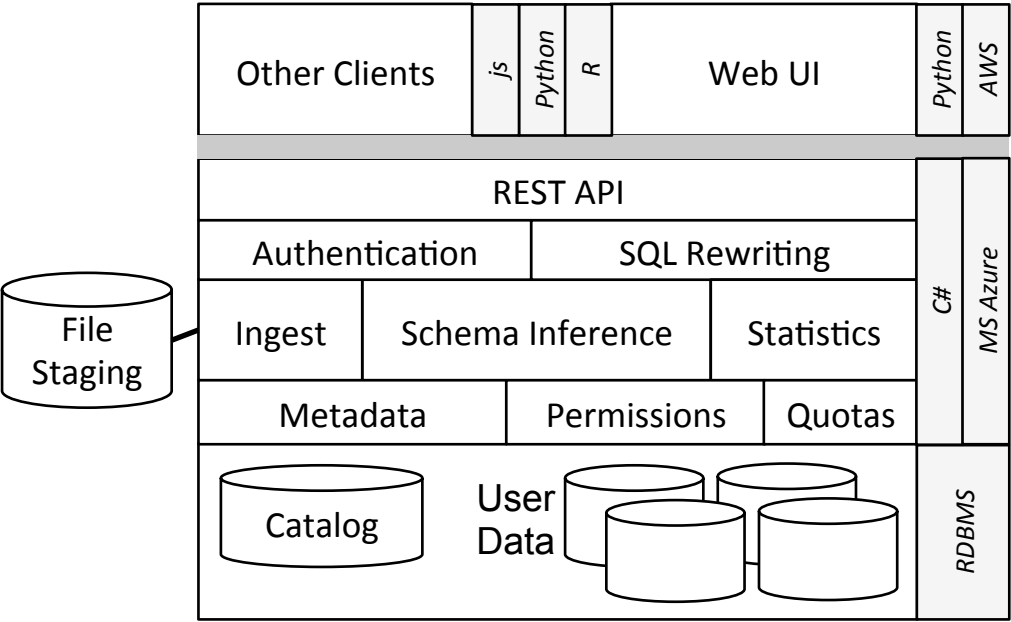 Other Clients
js
Python
R
Web UI
Python
AWS
REST API
C#
MS Azure
Authentication
SQL Rewriting
File
Staging
Ingest
Schema Inference
Statistics
Metadata
Permissions
Quotas
Catalog
User
Data
RDBMS